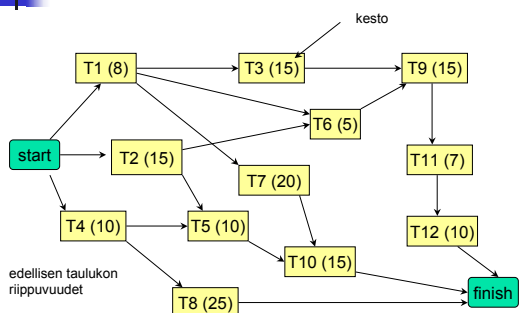 kesto
T1 (8)
T3 (15)
T9 (15)
T6 (5)
start
T2 (15)
T11 (7)
T7 (20)
T4 (10)
T5 (10)
T12 (10)
T10 (15)
edellisen taulukon
riippuvuudet
finish
T8 (25)